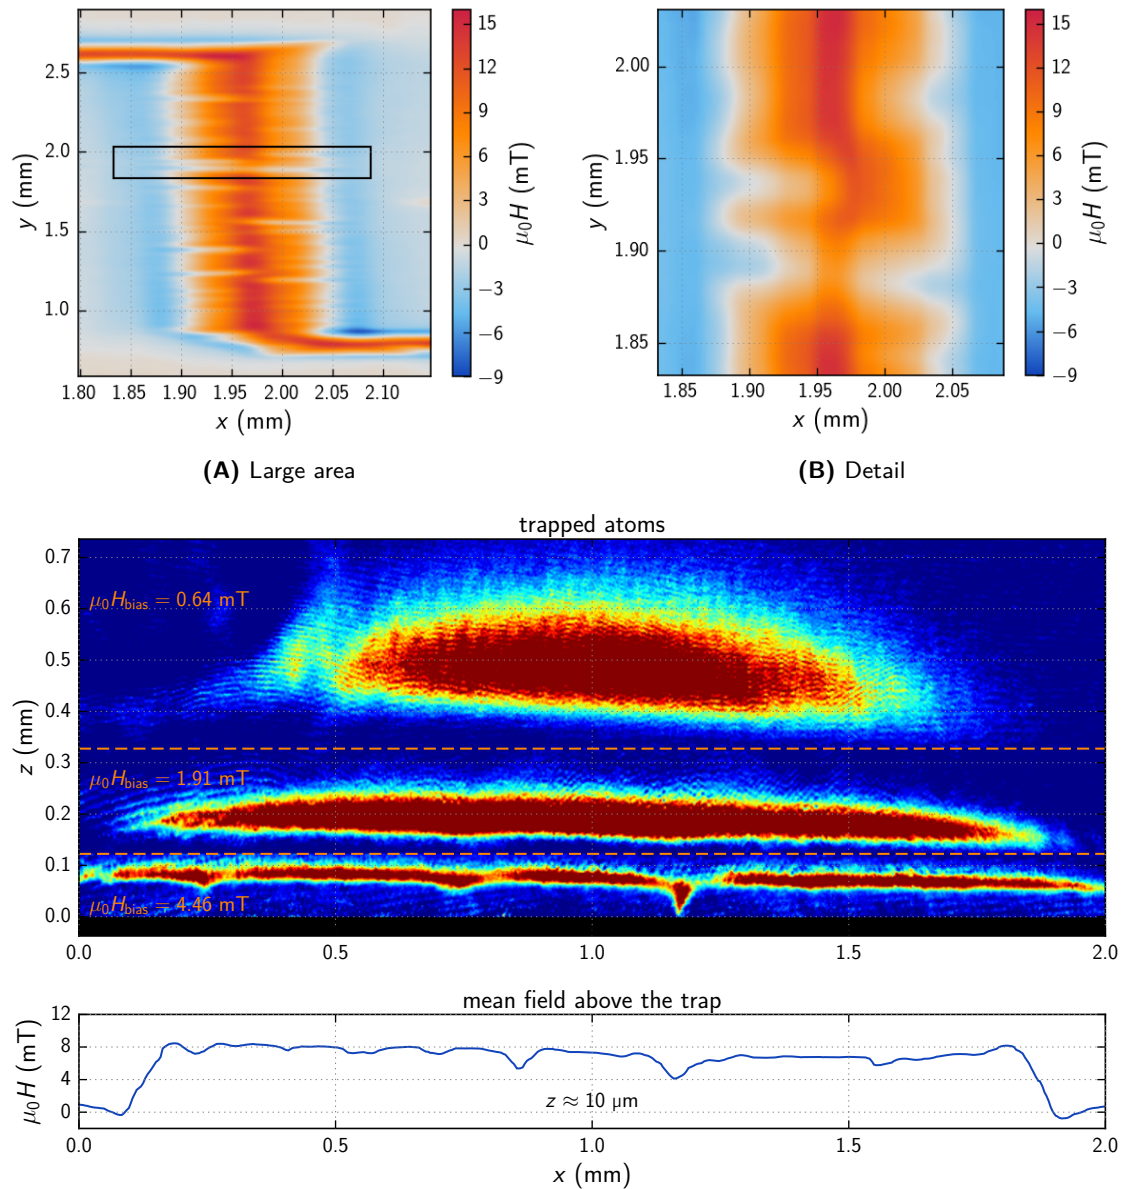 15
12
9
6
3
0
−3
−6
−9
μ₀H (mT)
2.5
2.0
1.5
1.0
y (mm)
1.80 1.85 1.90 1.95 2.00 2.05 2.10
x (mm)
(A) Large area
15
12
9
6
3
0
−3
−6
−9
μ₀H (mT)
2.00
1.95
1.90
1.85
y (mm)
1.85 1.90 1.95 2.00 2.05
x (mm)
(B) Detail
trapped atoms
0.7
0.6
0.5
0.4
0.3
0.2
0.1
0.0
z (mm)
μ₀H_bias = 0.64 mT
μ₀H_bias = 1.91 mT
μ₀H_bias = 4.46 mT
0.0 0.5 1.0 1.5 2.0
mean field above the trap
12
8
4
0
μ₀H (mT)
z ≈ 10 μm
0.0 0.5 1.0 1.5 2.0
x (mm)